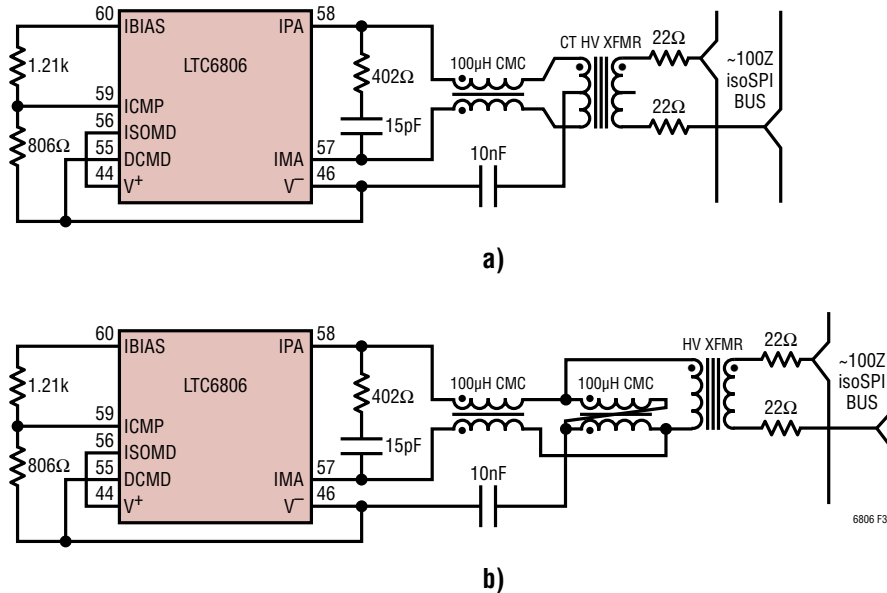 60
IBIAS
IPA
58
1.21k
LTC6806
402Ω
100µH CMC
CT HV XFMR
22Ω
~100Z
isoSPI
BUS
59
ICMP
56
ISOMD
15pF
806Ω
55
DCMD
IMA
57
22Ω
44
V+
V−
46
10nF
a)
60
IBIAS
IPA
58
1.21k
LTC6806
402Ω
100µH CMC
100µH CMC
HV XFMR
22Ω
~100Z
isoSPI
BUS
59
ICMP
56
ISOMD
15pF
806Ω
55
DCMD
IMA
57
22Ω
44
V+
V−
46
10nF
6806 F3
b)